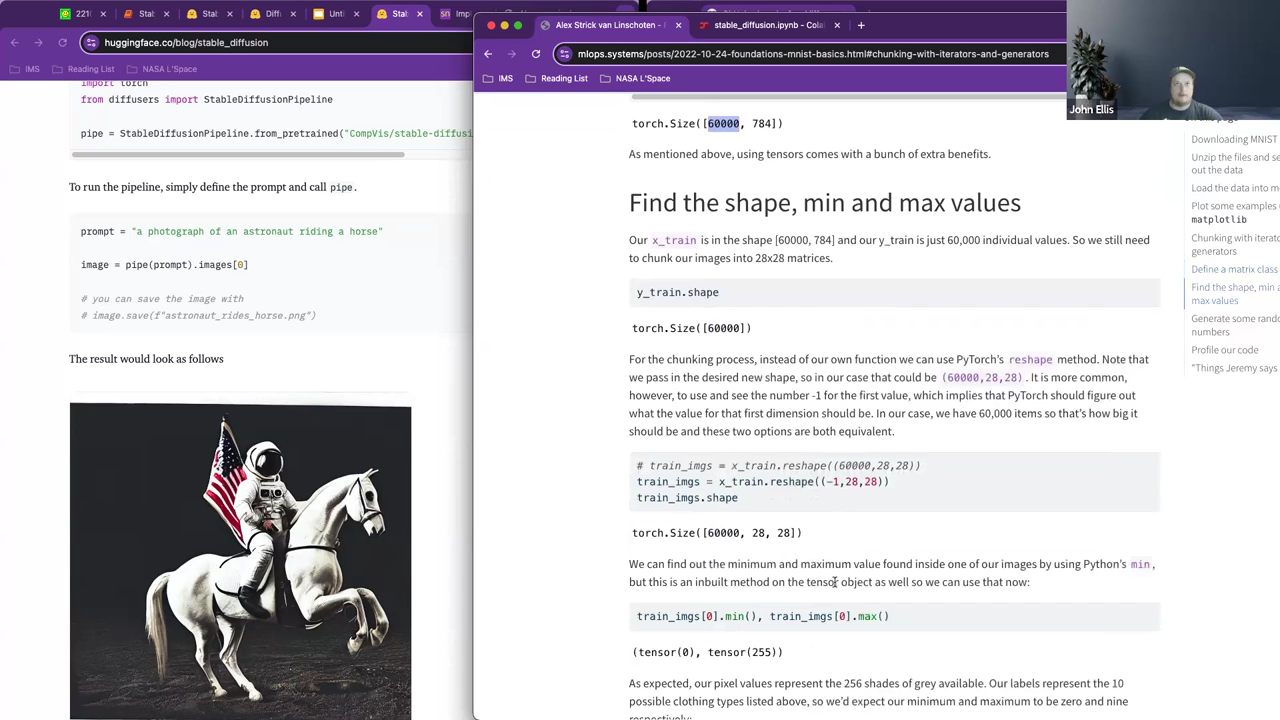 221(
Stab
Stab
Diff
Unti
Stab
Im
huggingface.co/blog/stable_diffusion
IMS
Reading List
NASA L'Space
import torch
from diffusers import StableDiffusionPipeline
pipe = StableDiffusionPipeline.from_pretrained("CompVis/stable-diffusi
To run the pipeline, simply define the prompt and call pipe.
prompt = "a photograph of an astronaut riding a horse"
image = pipe(prompt).images[0]
# you can save the image with
# image.save(f"astronaut_rides_horse.png")
The result would look as follows
Alex Strick van Linschoten - I
stable_diffusion.ipynb - Cola
mlops.systems/posts/2022-10-24-foundations-mnist-basics.html#chunking-with-iterators-and-generators
IMS
Reading List
NASA L'Space
John Ellis
torch.Size([60000, 784])
As mentioned above, using tensors comes with a bunch of extra benefits.
Find the shape, min and max values
Our x_train is in the shape [60000, 784] and our y_train is just 60,000 individual values. So we still need
to chunk our images into 28x28 matrices.
y_train.shape
torch.Size([60000])
For the chunking process, instead of our own function we can use PyTorch's reshape method. Note that
we pass in the desired new shape, so in our case that could be (60000,28,28). It is more common,
however, to use and see the number -1 for the first value, which implies that PyTorch should figure out
what the value for that first dimension should be. In our case, we have 60,000 items so that's how big it
should be and these two options are both equivalent.
# train_imgs = x_train.reshape((60000,28,28))
train_imgs = x_train.reshape((-1,28,28))
train_imgs.shape
torch.Size([60000, 28, 28])
We can find out the minimum and maximum value found inside one of our images by using Python's min,
but this is an inbuilt method on the tensor object as well so we can use that now:
train_imgs[0].min(), train_imgs[0].max()
(tensor(0), tensor(255))
As expected, our pixel values represent the 256 shades of grey available. Our labels represent the 10
possible clothing types listed above, so we'd expect our minimum and maximum to be zero and nine
respectively:
Downloading MNIST
Unzip the files and se
out the data
Load the data into me
Plot some examples
matplotlib
Chunking with iterat
generators
Define a matrix class
Find the shape, min a
max values
Generate some rando
numbers
Profile our code
"Things Jeremy says